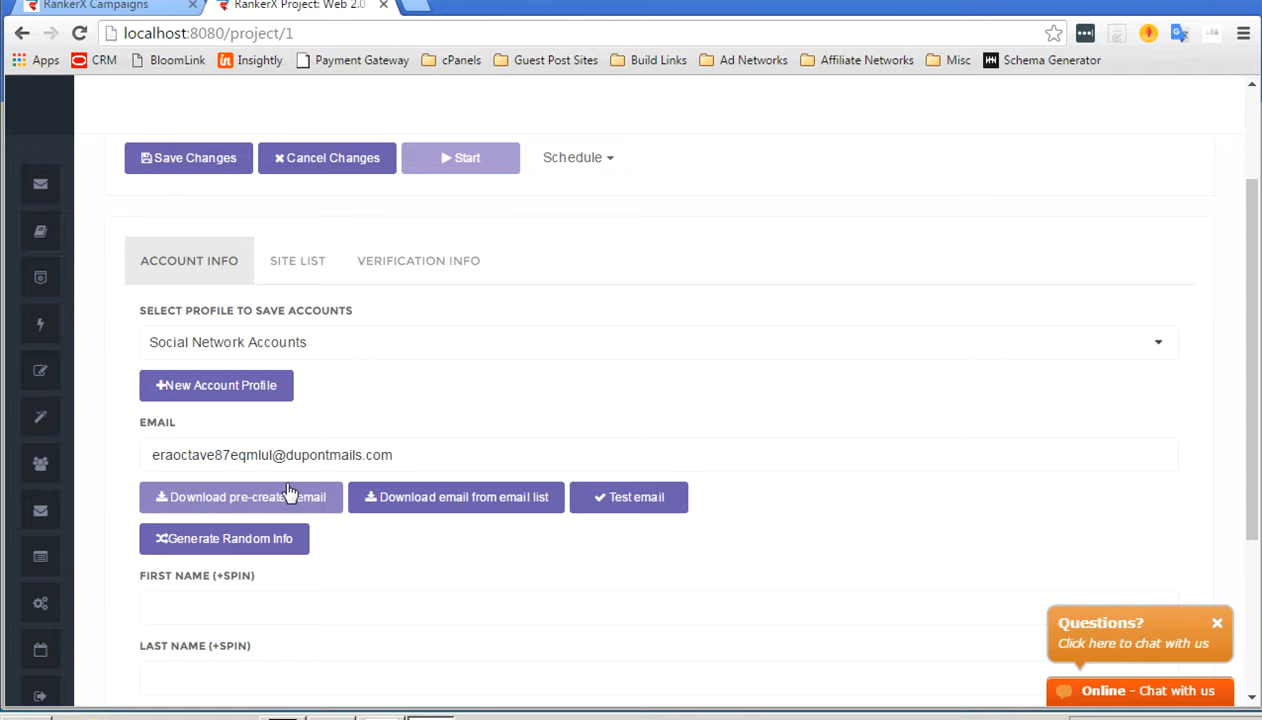 RankerX Campaigns
RankerX Project: Web 2.0
localhost:8080/project/1
Apps CRM BloomLink Insightly Payment Gateway cPanels Guest Post Sites Build Links Ad Networks Affiliate Networks Misc Schema Generator
Save Changes Cancel Changes Start Schedule
ACCOUNT INFO SITE LIST VERIFICATION INFO
SELECT PROFILE TO SAVE ACCOUNTS
Social Network Accounts
+New Account Profile
EMAIL
eraoctave87eqmlul@dupontmails.com
Download pre-create email Download email from email list Test email
Generate Random Info
FIRST NAME (+SPIN)
LAST NAME (+SPIN)
Questions?
Click here to chat with us
Online - Chat with us